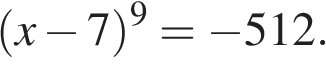 (x − 7)⁹ = −512.